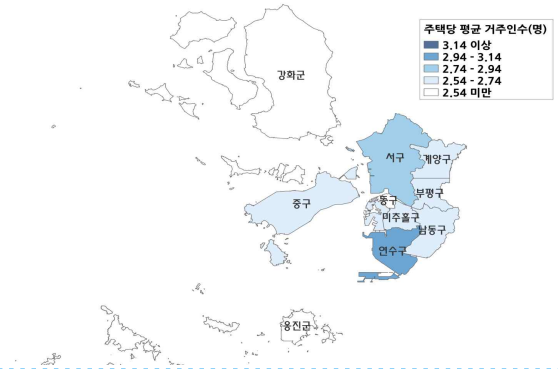 주택당 평균 거주인수(명)
3.14 이상
2.94 - 3.14
2.74 - 2.94
2.54 - 2.74
2.54 미만
강화군
서구
계양구
부평구
중구
동구
미추홀구
남동구
연수구
옹진군